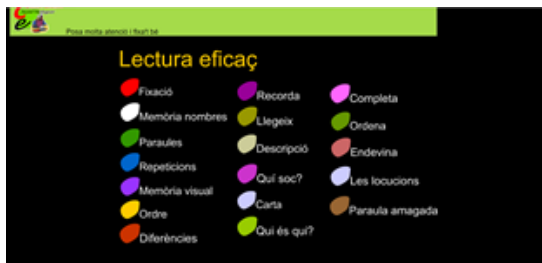 Posa molta atenció i fixa't bé
Lectura eficaç
Fixació
Memòria nombres
Paraules
Repeticions
Memòria visual
Ordre
Diferències
Recorda
Llegeix
Descripció
Quí soc?
Carta
Qui és qui?
Completa
Ordena
Endevina
Les locucions
Paraula amagada